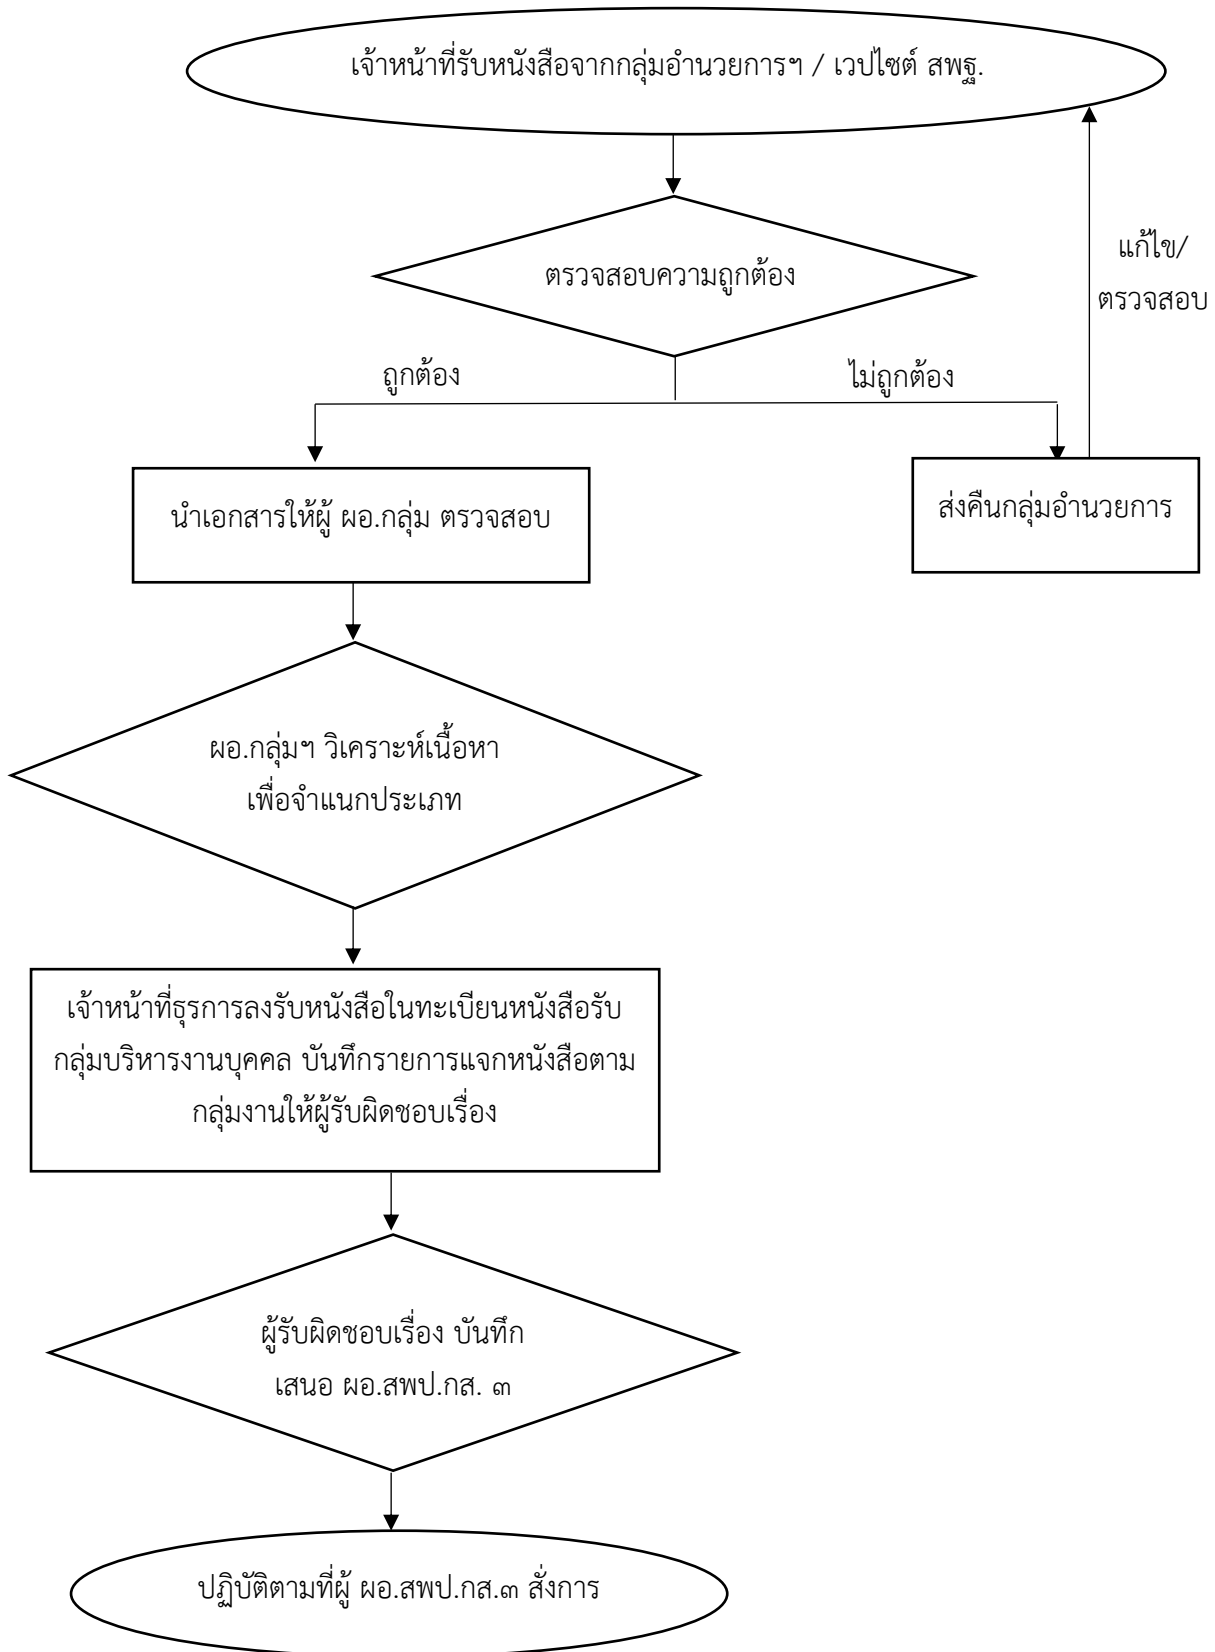 เจ้าหน้าที่รับหนังสือจากกลุ่มอำนวยการฯ / เวปไซต์ สพฐ.
ตรวจสอบความถูกต้อง
แก้ไข/
ตรวจสอบ
ถูกต้อง
ไม่ถูกต้อง
นำเอกสารให้ผู้ ผอ.กลุ่ม ตรวจสอบ
ส่งคืนกลุ่มอำนวยการ
ผอ.กลุ่มฯ วิเคราะห์เนื้อหา
เพื่อจำแนกประเภท
เจ้าหน้าที่ธุรการลงรับหนังสือในทะเบียนหนังสือรับ
กลุ่มบริหารงานบุคคล บันทึกรายการแจกหนังสือตาม
กลุ่มงานให้ผู้รับผิดชอบเรื่อง
ผู้รับผิดชอบเรื่อง บันทึก
เสนอ ผอ.สพป.กส. ๓
ปฏิบัติตามที่ผู้ ผอ.สพป.กส.๓ สั่งการ